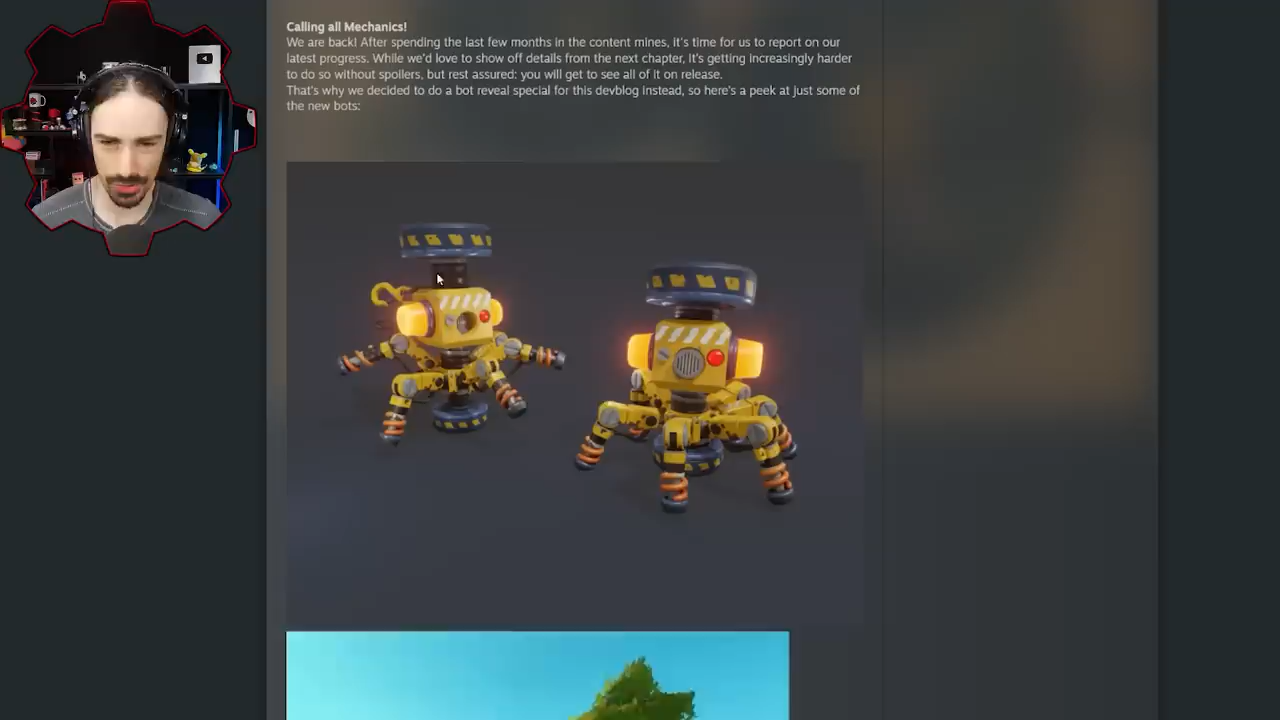 Calling all Mechanics!
We are back! After spending the last few months in the content mines, it's time for us to report on our
latest progress. While we'd love to show off details from the next chapter, it's getting increasingly harder
to do so without spoilers, but rest assured: you will get to see all of it on release.
That's why we decided to do a bot reveal special for this devblog instead, so here's a peek at just some of
the new bots: